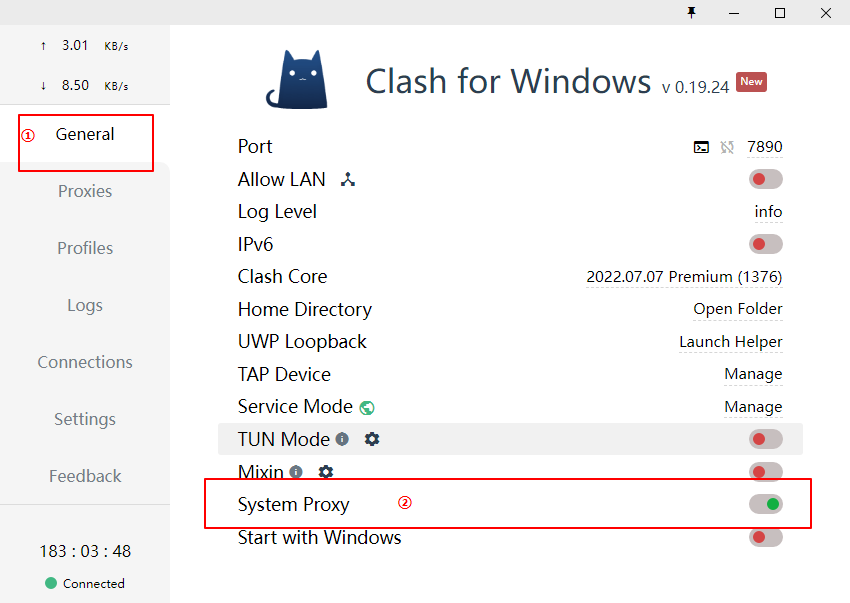 ↑ 3.01 KB/s
↓ 8.50 KB/s
① General
Proxies
Profiles
Logs
Connections
Settings
Feedback
183 : 03 : 48
Connected
Clash for Windows v 0.19.24 New
Port 7890
Allow LAN
Log Level info
IPv6
Clash Core 2022.07.07 Premium (1376)
Home Directory Open Folder
UWP Loopback Launch Helper
TAP Device Manage
Service Mode Manage
TUN Mode
Mixin
System Proxy ②
Start with Windows